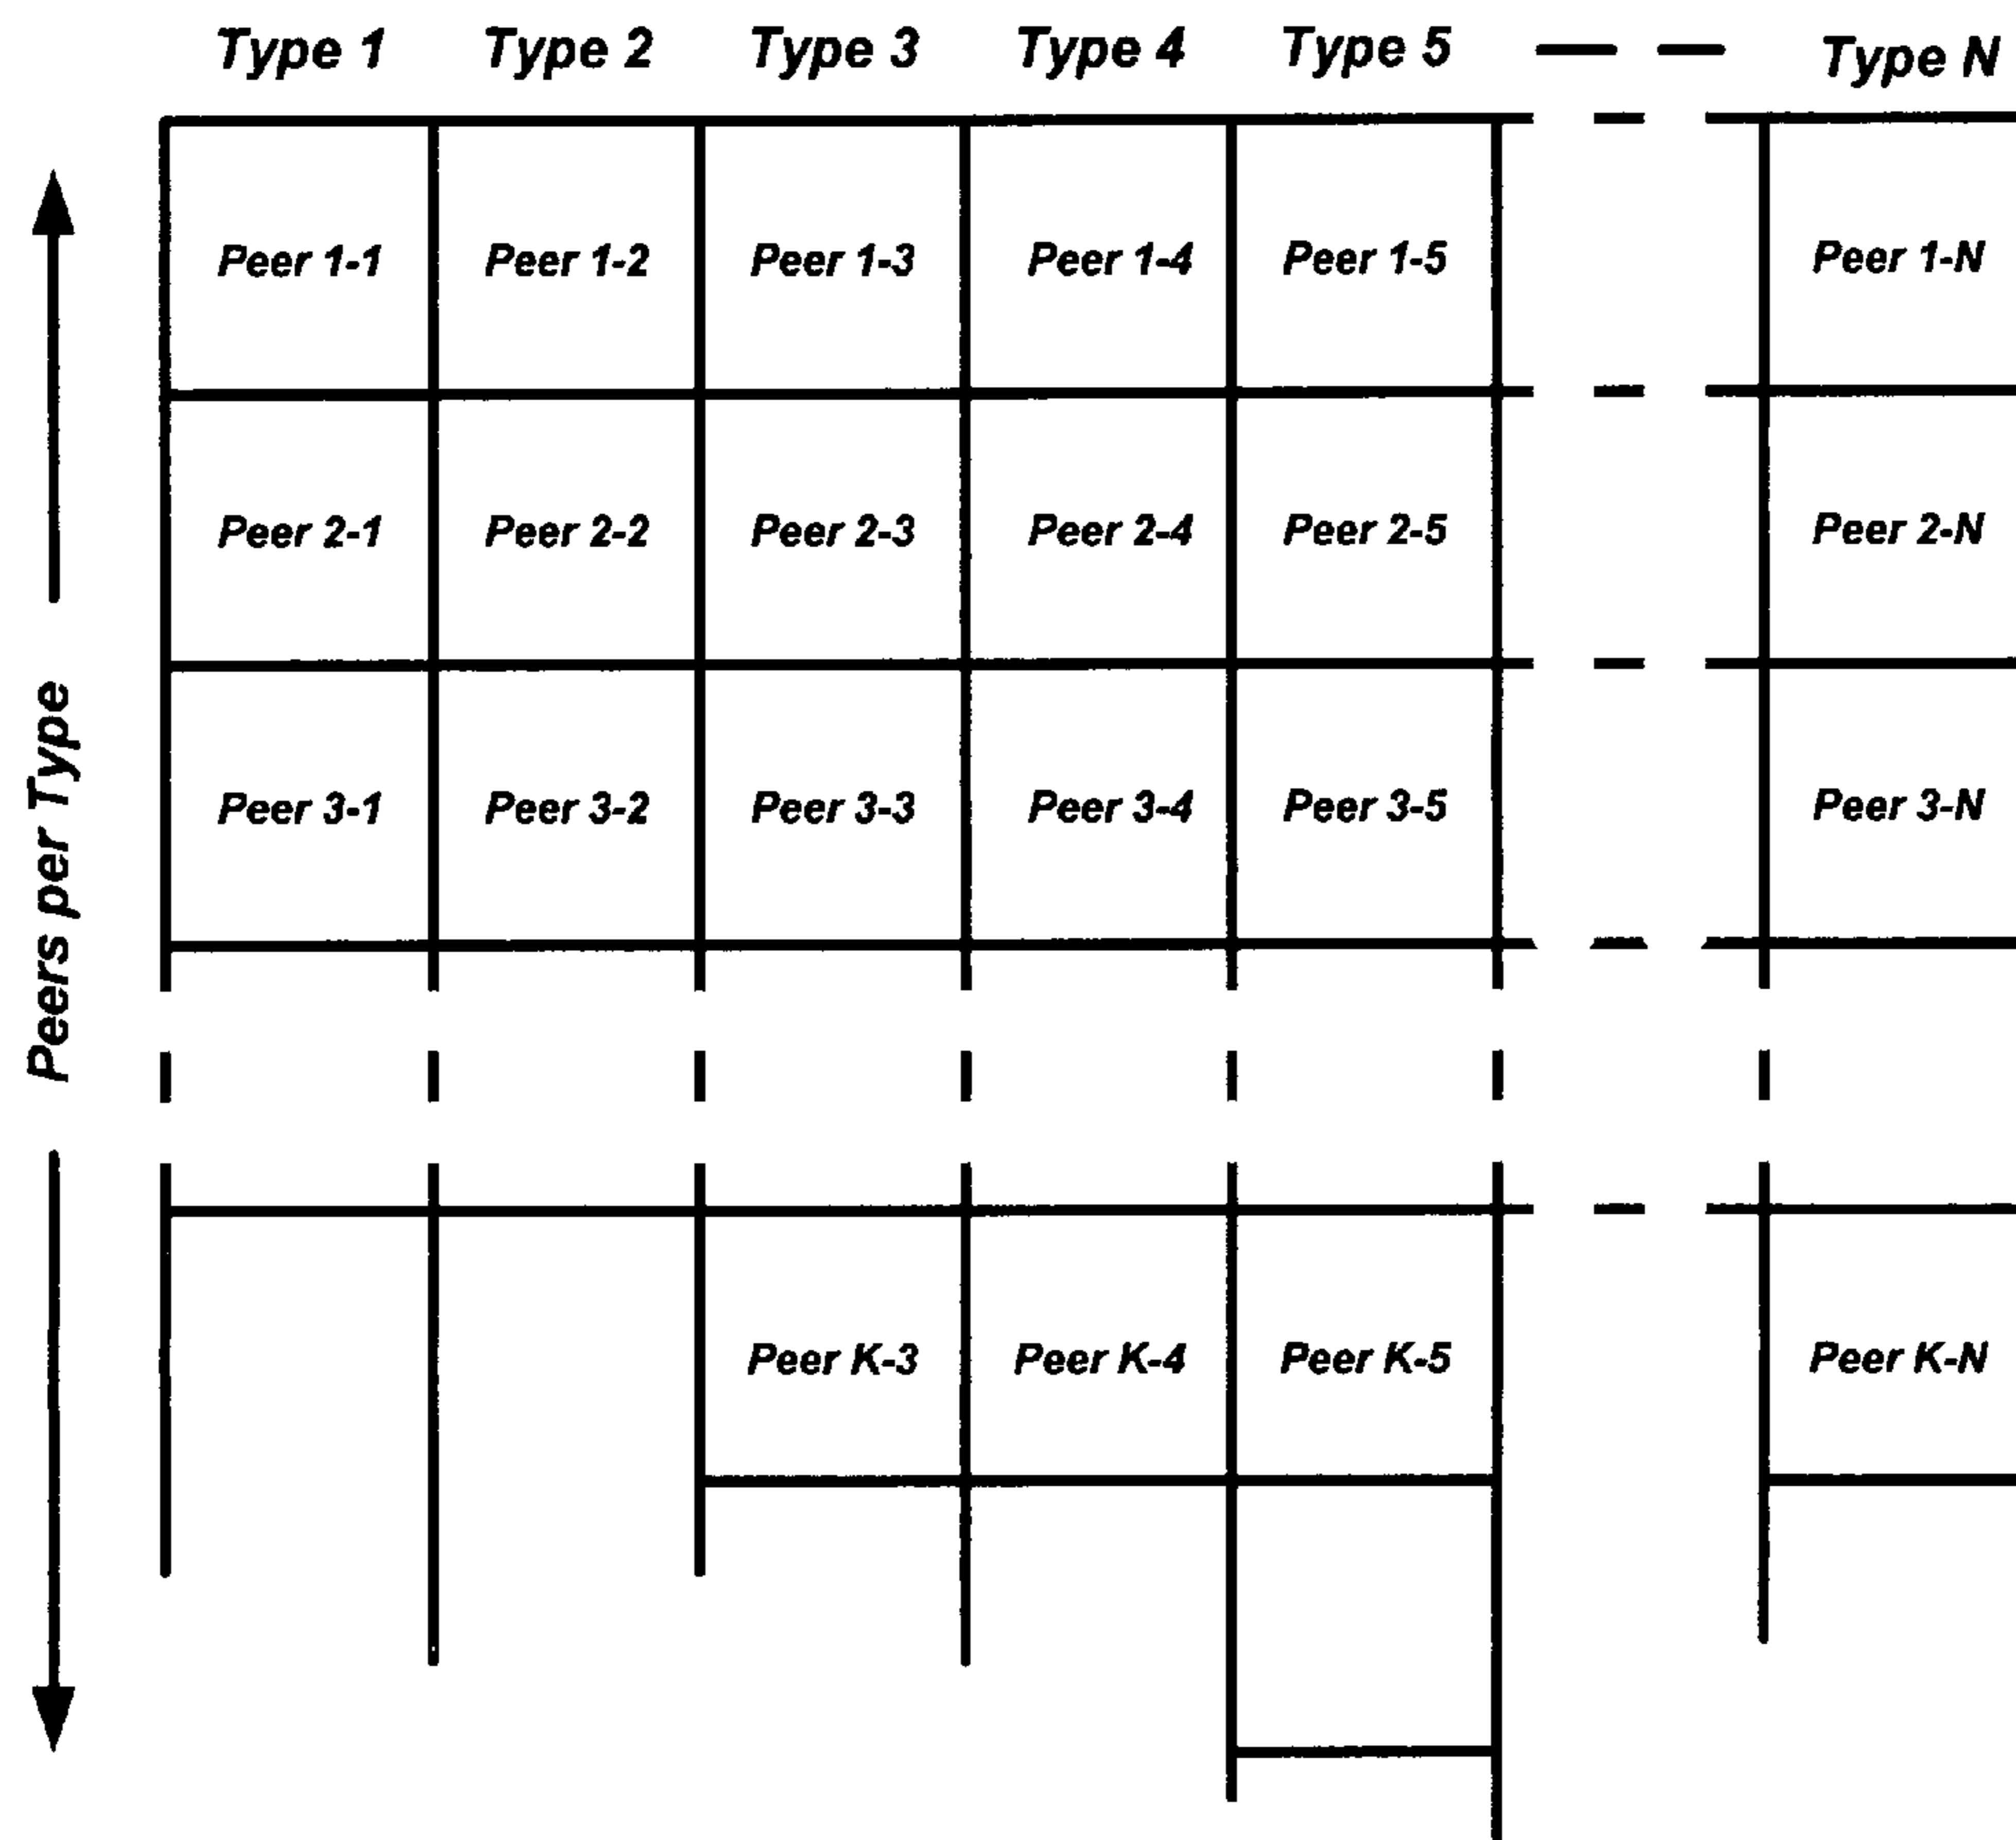 Type 1 Type 2 Type 3 Type 4 Type 5 Type N
Peers per Type
Peer 1-1 Peer 1-2 Peer 1-3 Peer 1-4 Peer 1-5 Peer 1-N
Peer 2-1 Peer 2-2 Peer 2-3 Peer 2-4 Peer 2-5 Peer 2-N
Peer 3-1 Peer 3-2 Peer 3-3 Peer 3-4 Peer 3-5 Peer 3-N
Peer K-3 Peer K-4 Peer K-5 Peer K-N